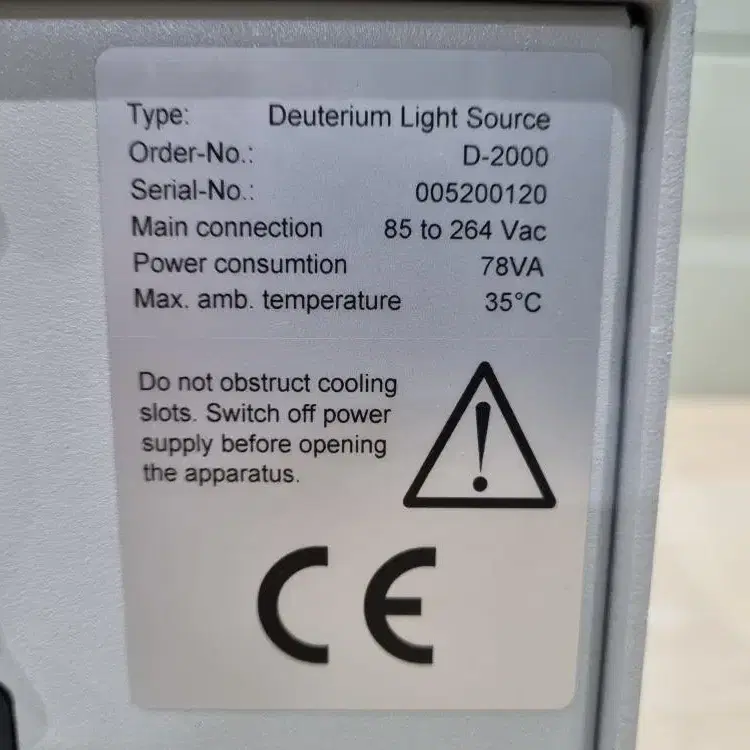 Type: Deuterium Light Source
Order-No.: D-2000
Serial-No.: 005200120
Main connection 85 to 264 Vac
Power consumtion 78VA
Max. amb. temperature 35°C
Do not obstruct cooling
slots. Switch off power
supply before opening
the apparatus.
CE